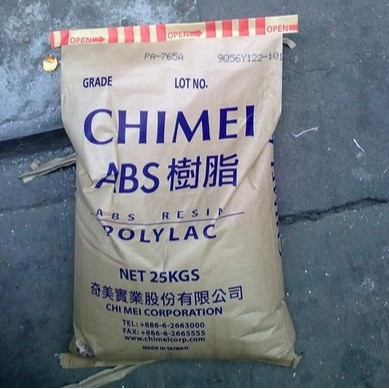 OPEN OPEN OPEN
PA-765A
GRADE LOT NO.
CHIMEI
ABS 樹脂
ABS RESIN
POLYLAC
NET 25KGS
奇美實業股份有限公司
CHI MEI CORPORATION
TEL: +886-6-2663000
FAX: +886-6-2665555
www.chimeicorp.com
MADE IN TAIWAN
CHIMEI